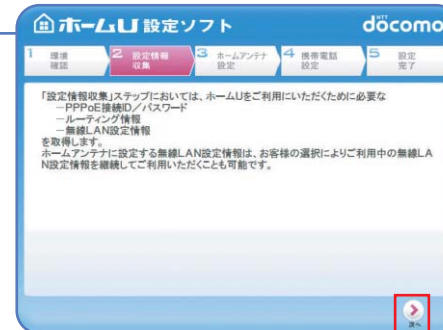 ホームU 設定ソフト
NTT
docomo
1 環境確認
2 設定情報収集
3 ホームアンテナ設定
4 携帯電話設定
5 設定完了
「設定情報収集」ステップにおいては、ホームUをご利用にいただくために必要な
－PPPoE接続ID／パスワード
－ルーティング情報
－無線LAN設定情報
を取得します。
ホームアンテナに設定する無線LAN設定情報は、お客様の選択によりご利用中の無線LA
N設定情報を継続してご利用いただくことも可能です。
次へ